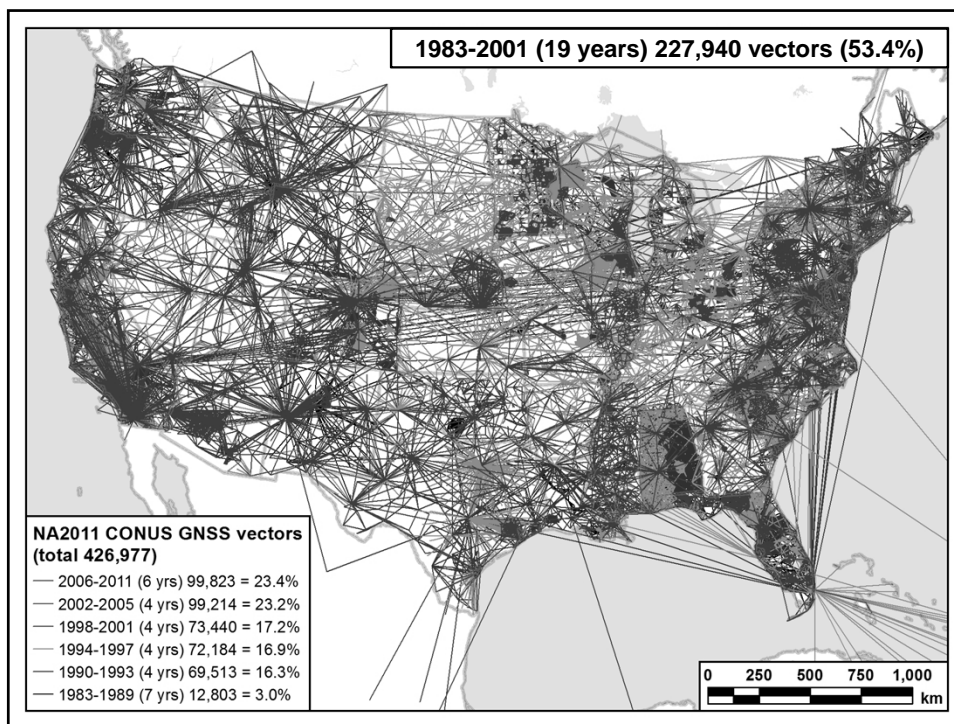 1983-2001 (19 years) 227,940 vectors (53.4%)
NA2011 CONUS GNSS vectors
(total 426,977)
2006-2011 (6 yrs) 99,823 = 23.4%
2002-2005 (4 yrs) 99,214 = 23.2%
1998-2001 (4 yrs) 73,440 = 17.2%
1994-1997 (4 yrs) 72,184 = 16.9%
1990-1993 (4 yrs) 69,513 = 16.3%
1983-1989 (7 yrs) 12,803 = 3.0%
0 250 500 750 1,000
km